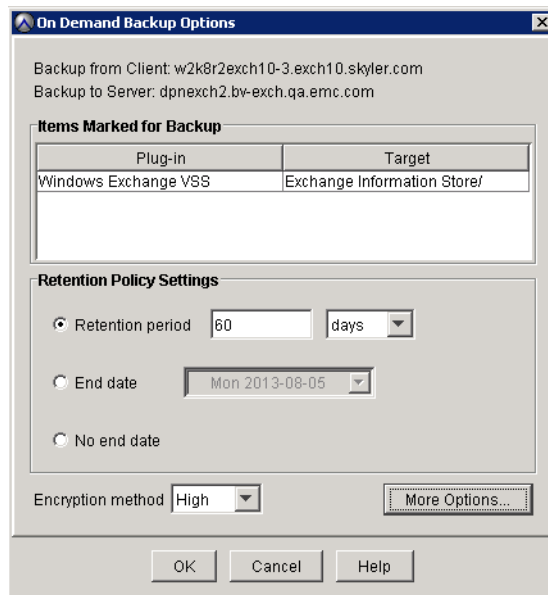 On Demand Backup Options
Backup from Client: w2k8r2exch10-3.exch10.skyler.com
Backup to Server: dpnexch2.bv-exch.qa.emc.com
Items Marked for Backup
Plug-in Target
Windows Exchange VSS Exchange Information Store/
Retention Policy Settings
Retention period 60 days
End date Mon 2013-08-05
No end date
Encryption method High More Options...
OK Cancel Help